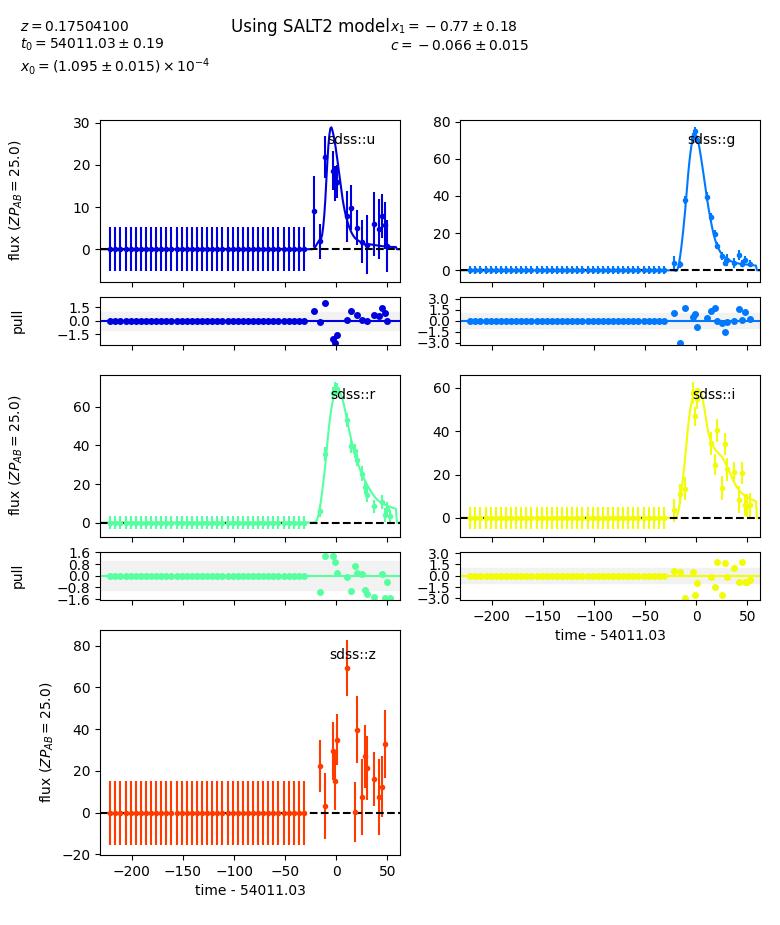 z = 0.17504100
Using SALT2 model
x₁ = −0.77 ± 0.18
t₀ = 54011.03 ± 0.19
c = −0.066 ± 0.015
x₀ = (1.095 ± 0.015) × 10⁻⁴
flux (ZP_AB = 25.0)
30
20
10
0
sdss::u
80
60
40
20
0
sdss::g
pull
1.5
0.0
−1.5
3.0
1.5
0.0
−1.5
−3.0
flux (ZP_AB = 25.0)
60
40
20
0
sdss::r
60
40
20
0
sdss::i
pull
1.6
0.8
0.0
−0.8
−1.6
3.0
1.5
0.0
−1.5
−3.0
−200 −150 −100 −50 0 50
time - 54011.03
flux (ZP_AB = 25.0)
80
60
40
20
0
−20
sdss::z
−200 −150 −100 −50 0 50
time - 54011.03